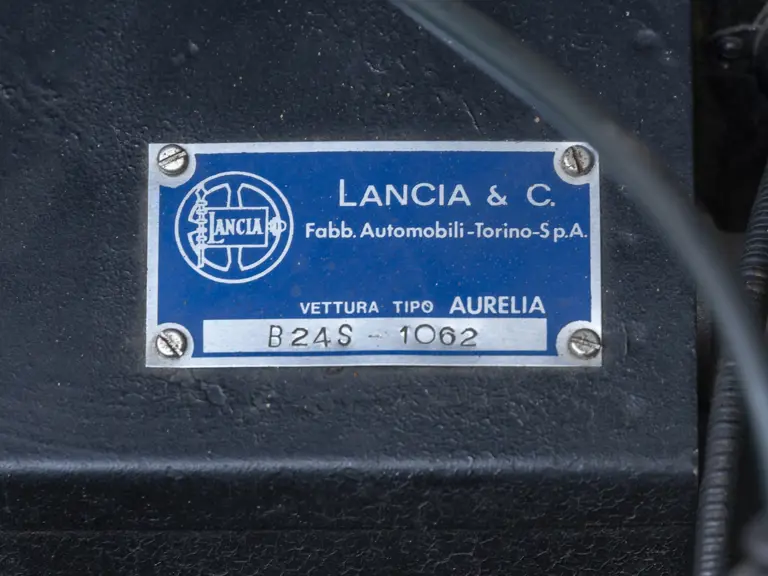 LANCIA
LANCIA & C.
Fabb. Automobili-Torino-S p.A.
VETTURA TIPO AURELIA
B24S - 1062